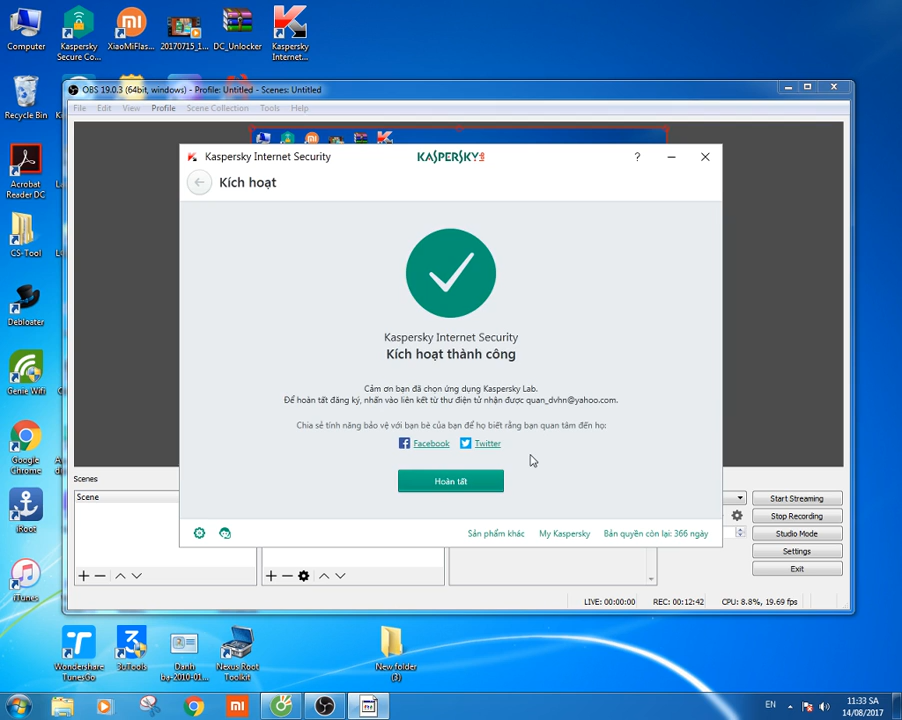 Computer
Kaspersky Secure Co...
XiaoMiFlas...
20170715_1...
DC_Unlocker
Kaspersky Internet...
Recycle Bin
Acrobat Reader DC
CS-Tool
Debloater
Genie Wifi
Google Chrome
iRoot
iTunes
OBS 19.0.3 (64bit, windows) - Profile: Untitled - Scenes: Untitled
File Edit View Profile Scene Collection Tools Help
Kaspersky Internet Security
KASPERSKY
?
Kích hoạt
Kaspersky Internet Security
Kích hoạt thành công
Cảm ơn bạn đã chọn ứng dụng Kaspersky Lab.
Để hoàn tất đăng ký, nhấn vào liên kết từ thư điện tử nhận được quan_dvhn@yahoo.com.
Chia sẻ tính năng bảo vệ với bạn bè của bạn để họ biết rằng bạn quan tâm đến họ:
Facebook Twitter
Hoàn tất
Sản phẩm khác My Kaspersky Bản quyền còn lại: 366 ngày
Scenes
Scene
Start Streaming
Stop Recording
Studio Mode
Settings
Exit
LIVE: 00:00:00 REC: 00:12:42 CPU: 8.8%, 19.69 fps
Wondershare TunesGo
3uTools
Danh bạ-2010-01...
Nexus Root Toolkit
New folder (3)
EN
11:33 SA
14/08/2017